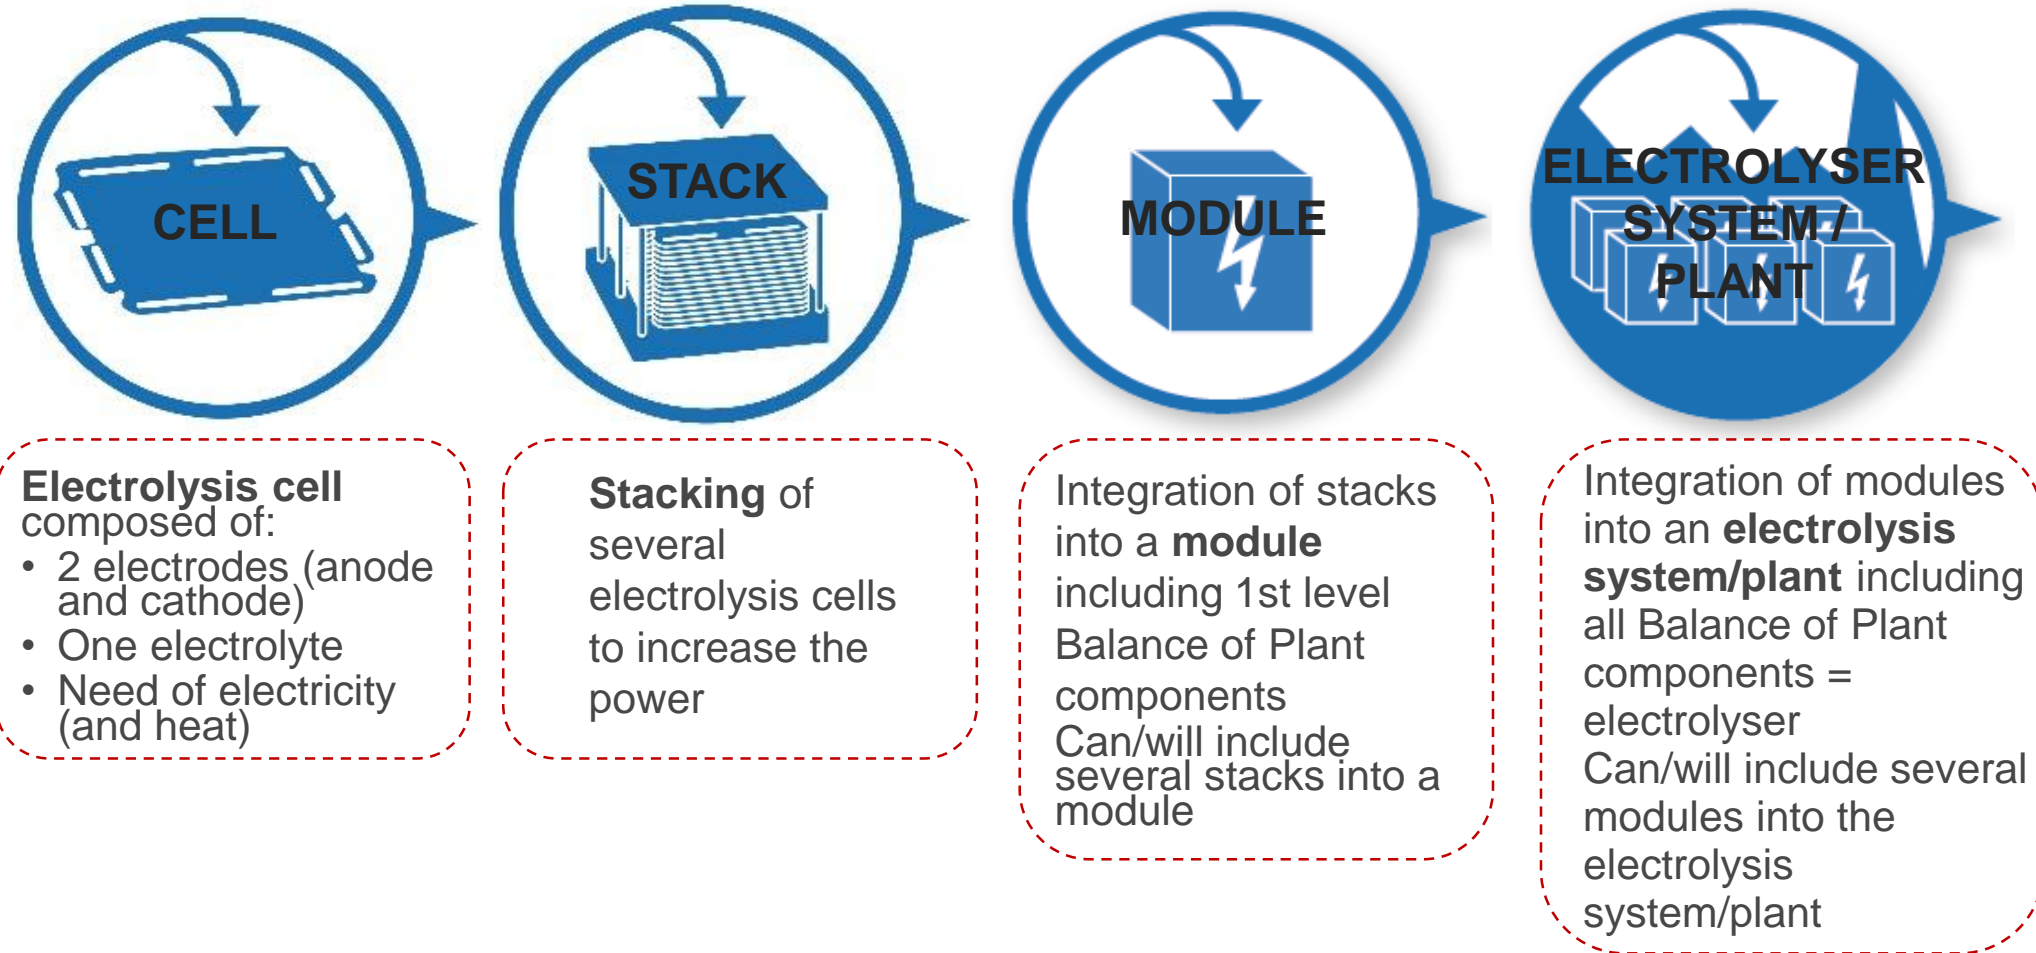 CELL
Electrolysis cell
composed of:
• 2 electrodes (anode
and cathode)
• One electrolyte
• Need of electricity
(and heat)
STACK
Stacking of
several
electrolysis cells
to increase the
power
MODULE
Integration of stacks
into a module
including 1st level
Balance of Plant
components
Can/will include
several stacks into a
module
ELECTROLYSER
SYSTEM /
PLANT
Integration of modules
into an electrolysis
system/plant including
all Balance of Plant
components =
electrolyser
Can/will include several
modules into the
electrolysis
system/plant